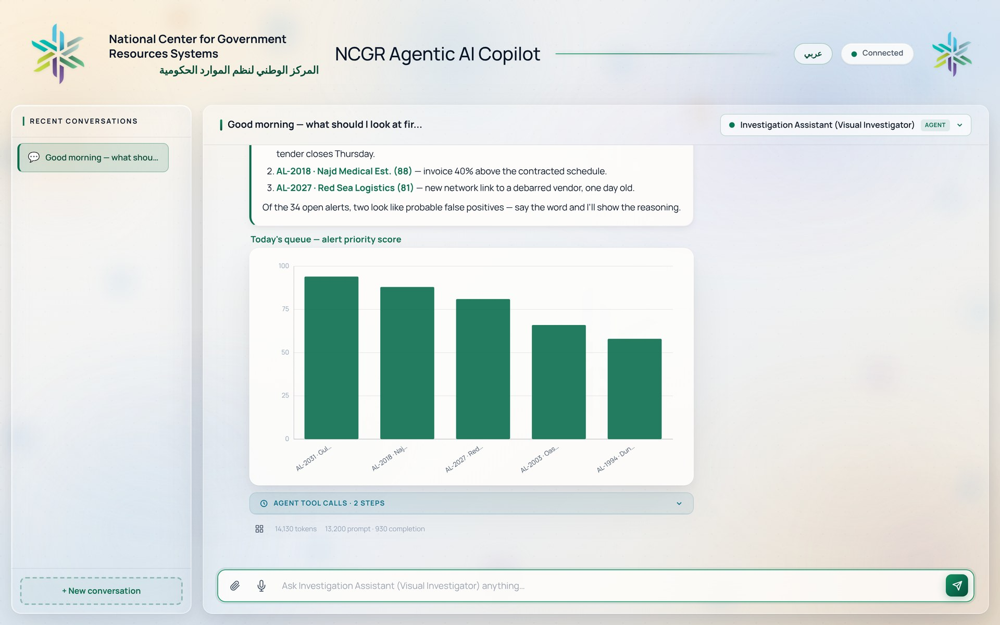 National Center for Government
Resources Systems
المركز الوطني لنظم الموارد الحكومية
NCGR Agentic AI Copilot
عربي
Connected
RECENT CONVERSATIONS
Good morning — what shou...
+ New conversation
Good morning — what should I look at fir...
Investigation Assistant (Visual Investigator)
AGENT
tender closes Thursday.
2. AL-2018 · Najd Medical Est. (88) — invoice 40% above the contracted schedule.
3. AL-2027 · Red Sea Logistics (81) — new network link to a debarred vendor, one day old.
Of the 34 open alerts, two look like probable false positives — say the word and I'll show the reasoning.
Today's queue — alert priority score
100
75
50
25
0
AL-2031 · Gul...
AL-2018 · Naj...
AL-2027 · Red...
AL-2003 · Oas...
AL-1994 · Dun...
AGENT TOOL CALLS · 2 STEPS
14,130 tokens 13,200 prompt · 930 completion
Ask Investigation Assistant (Visual Investigator) anything...